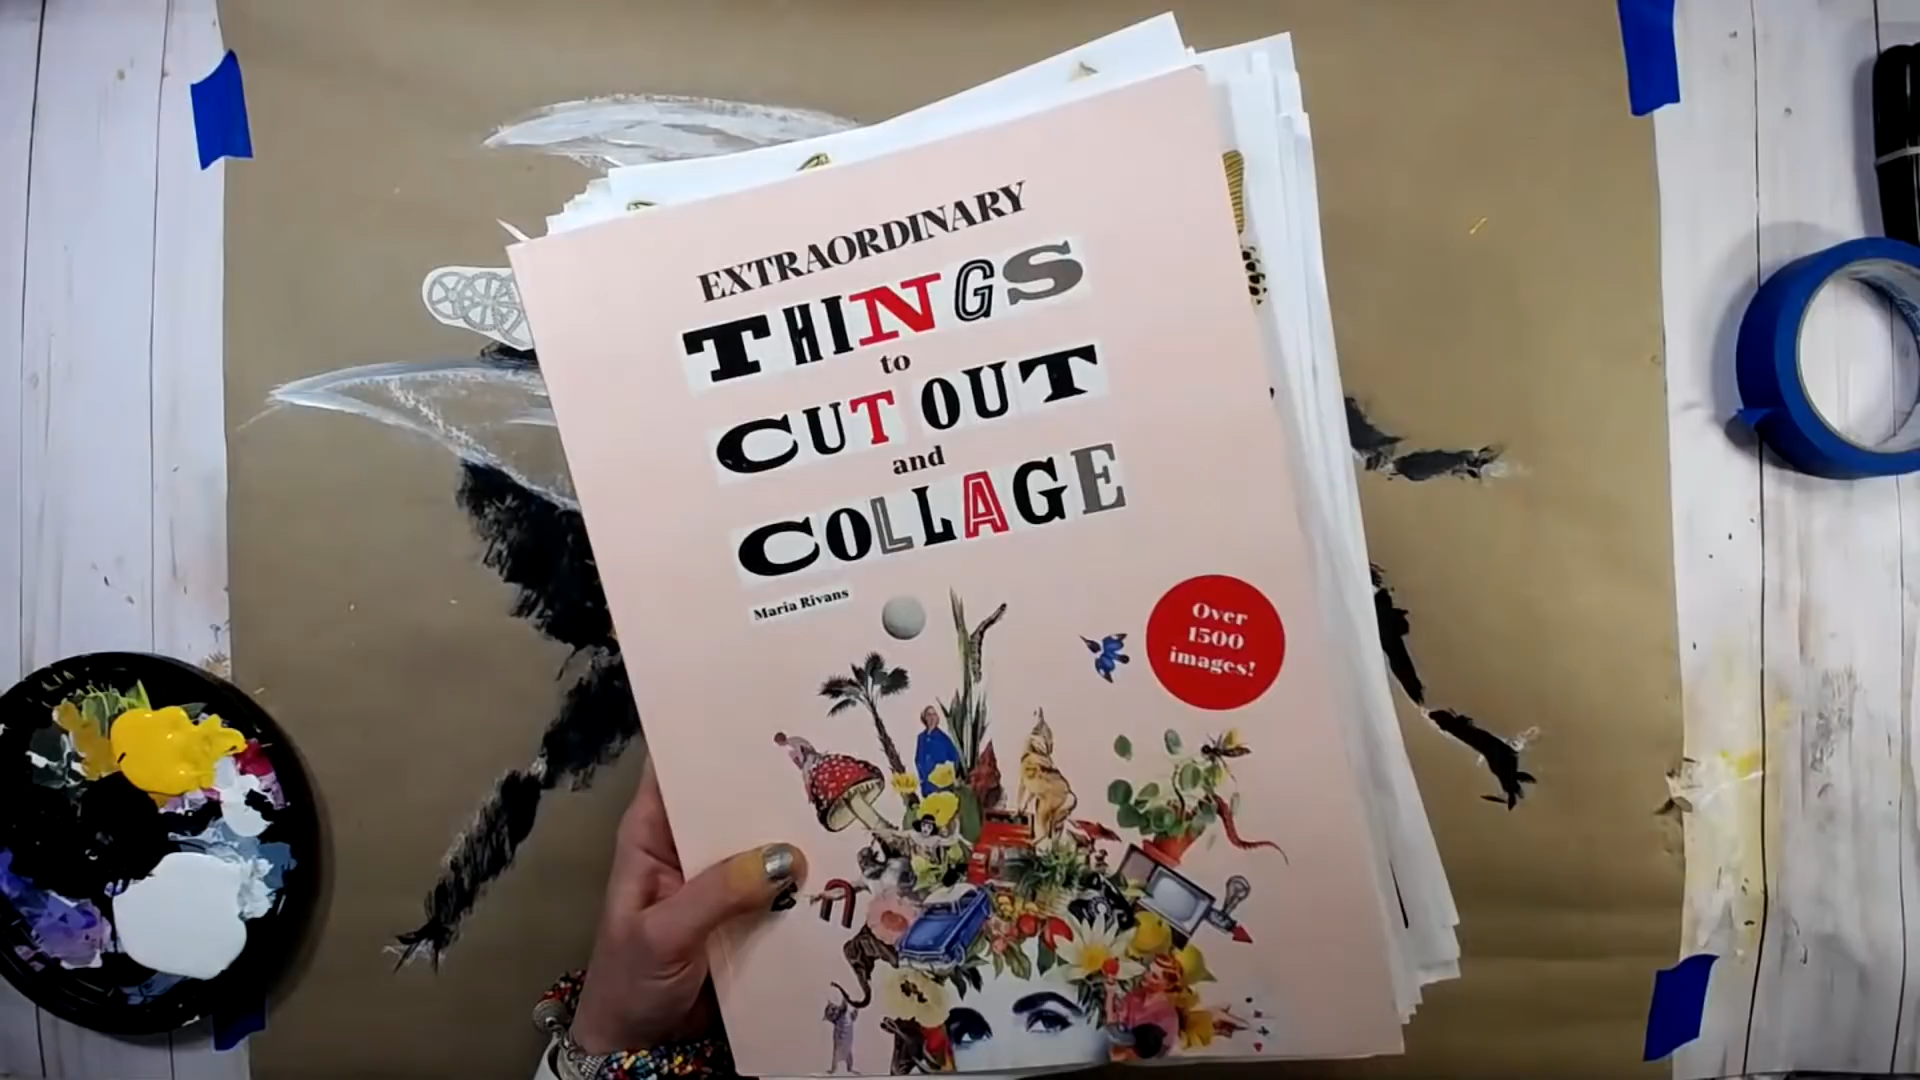 EXTRAORDINARY
THINGS
to
CUT OUT
and
COLLAGE
Maria Rivans
Over
1500
images!